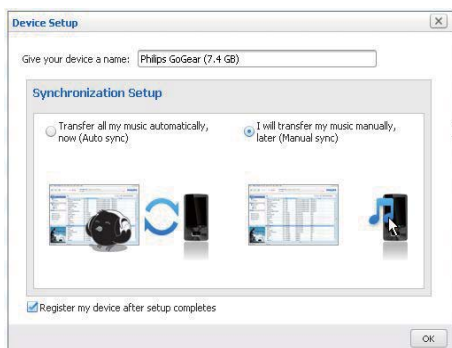 Device Setup
Give your device a name: Philips GoGear (7.4 GB)
Synchronization Setup
Transfer all my music automatically,
now (Auto sync)
I will transfer my music manually,
later (Manual sync)
Register my device after setup completes
OK